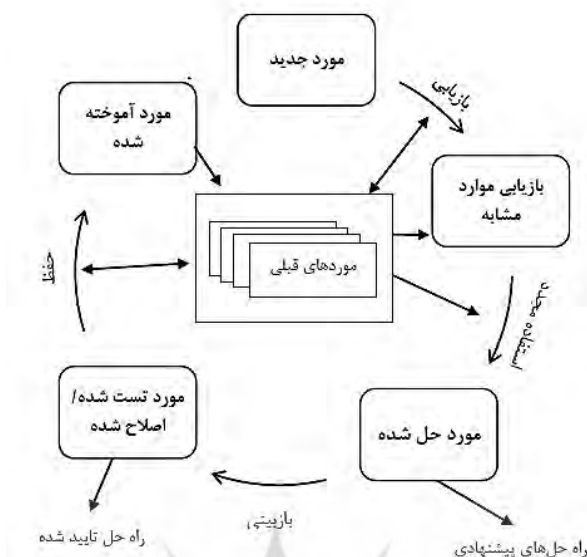 مورد جدید
بازیابی
مورد آموخته
شده
بازیابی موارد
مشابه
موردهای قبلی
حفظ
استفاده مجدد
مورد تست شده/
اصلاح شده
مورد حل شده
بازبینی
راه حل تایید شده
راه حل‌های پیشنهادی